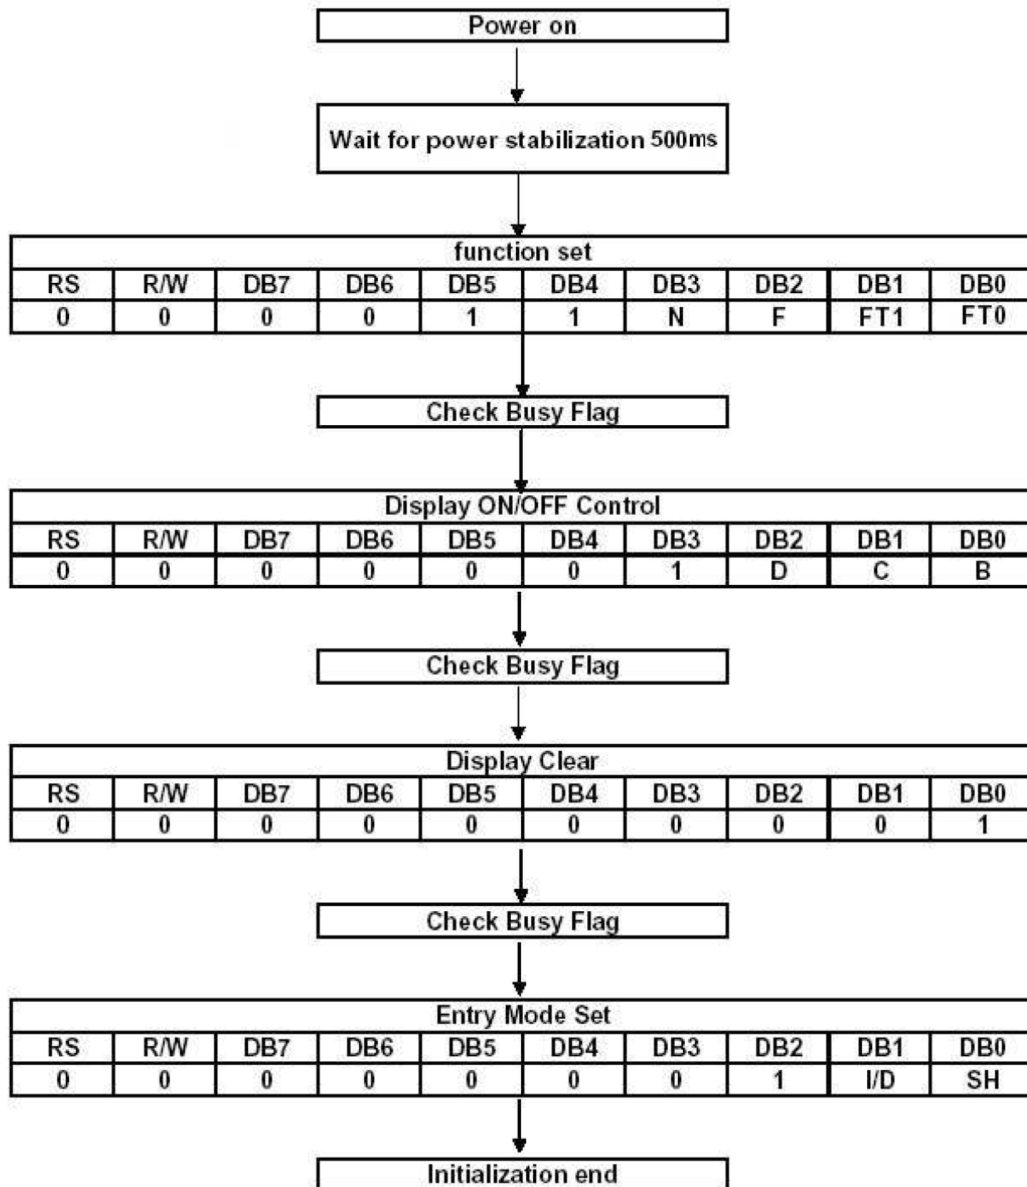 Power on
Wait for power stabilization 500ms
function set
RS R/W DB7 DB6 DB5 DB4 DB3 DB2 DB1 DB0
0 0 0 0 1 1 N F FT1 FT0
Check Busy Flag
Display ON/OFF Control
RS R/W DB7 DB6 DB5 DB4 DB3 DB2 DB1 DB0
0 0 0 0 0 0 1 D C B
Check Busy Flag
Display Clear
RS R/W DB7 DB6 DB5 DB4 DB3 DB2 DB1 DB0
0 0 0 0 0 0 0 0 0 1
Check Busy Flag
Entry Mode Set
RS R/W DB7 DB6 DB5 DB4 DB3 DB2 DB1 DB0
0 0 0 0 0 0 0 1 I/D SH
Initialization end